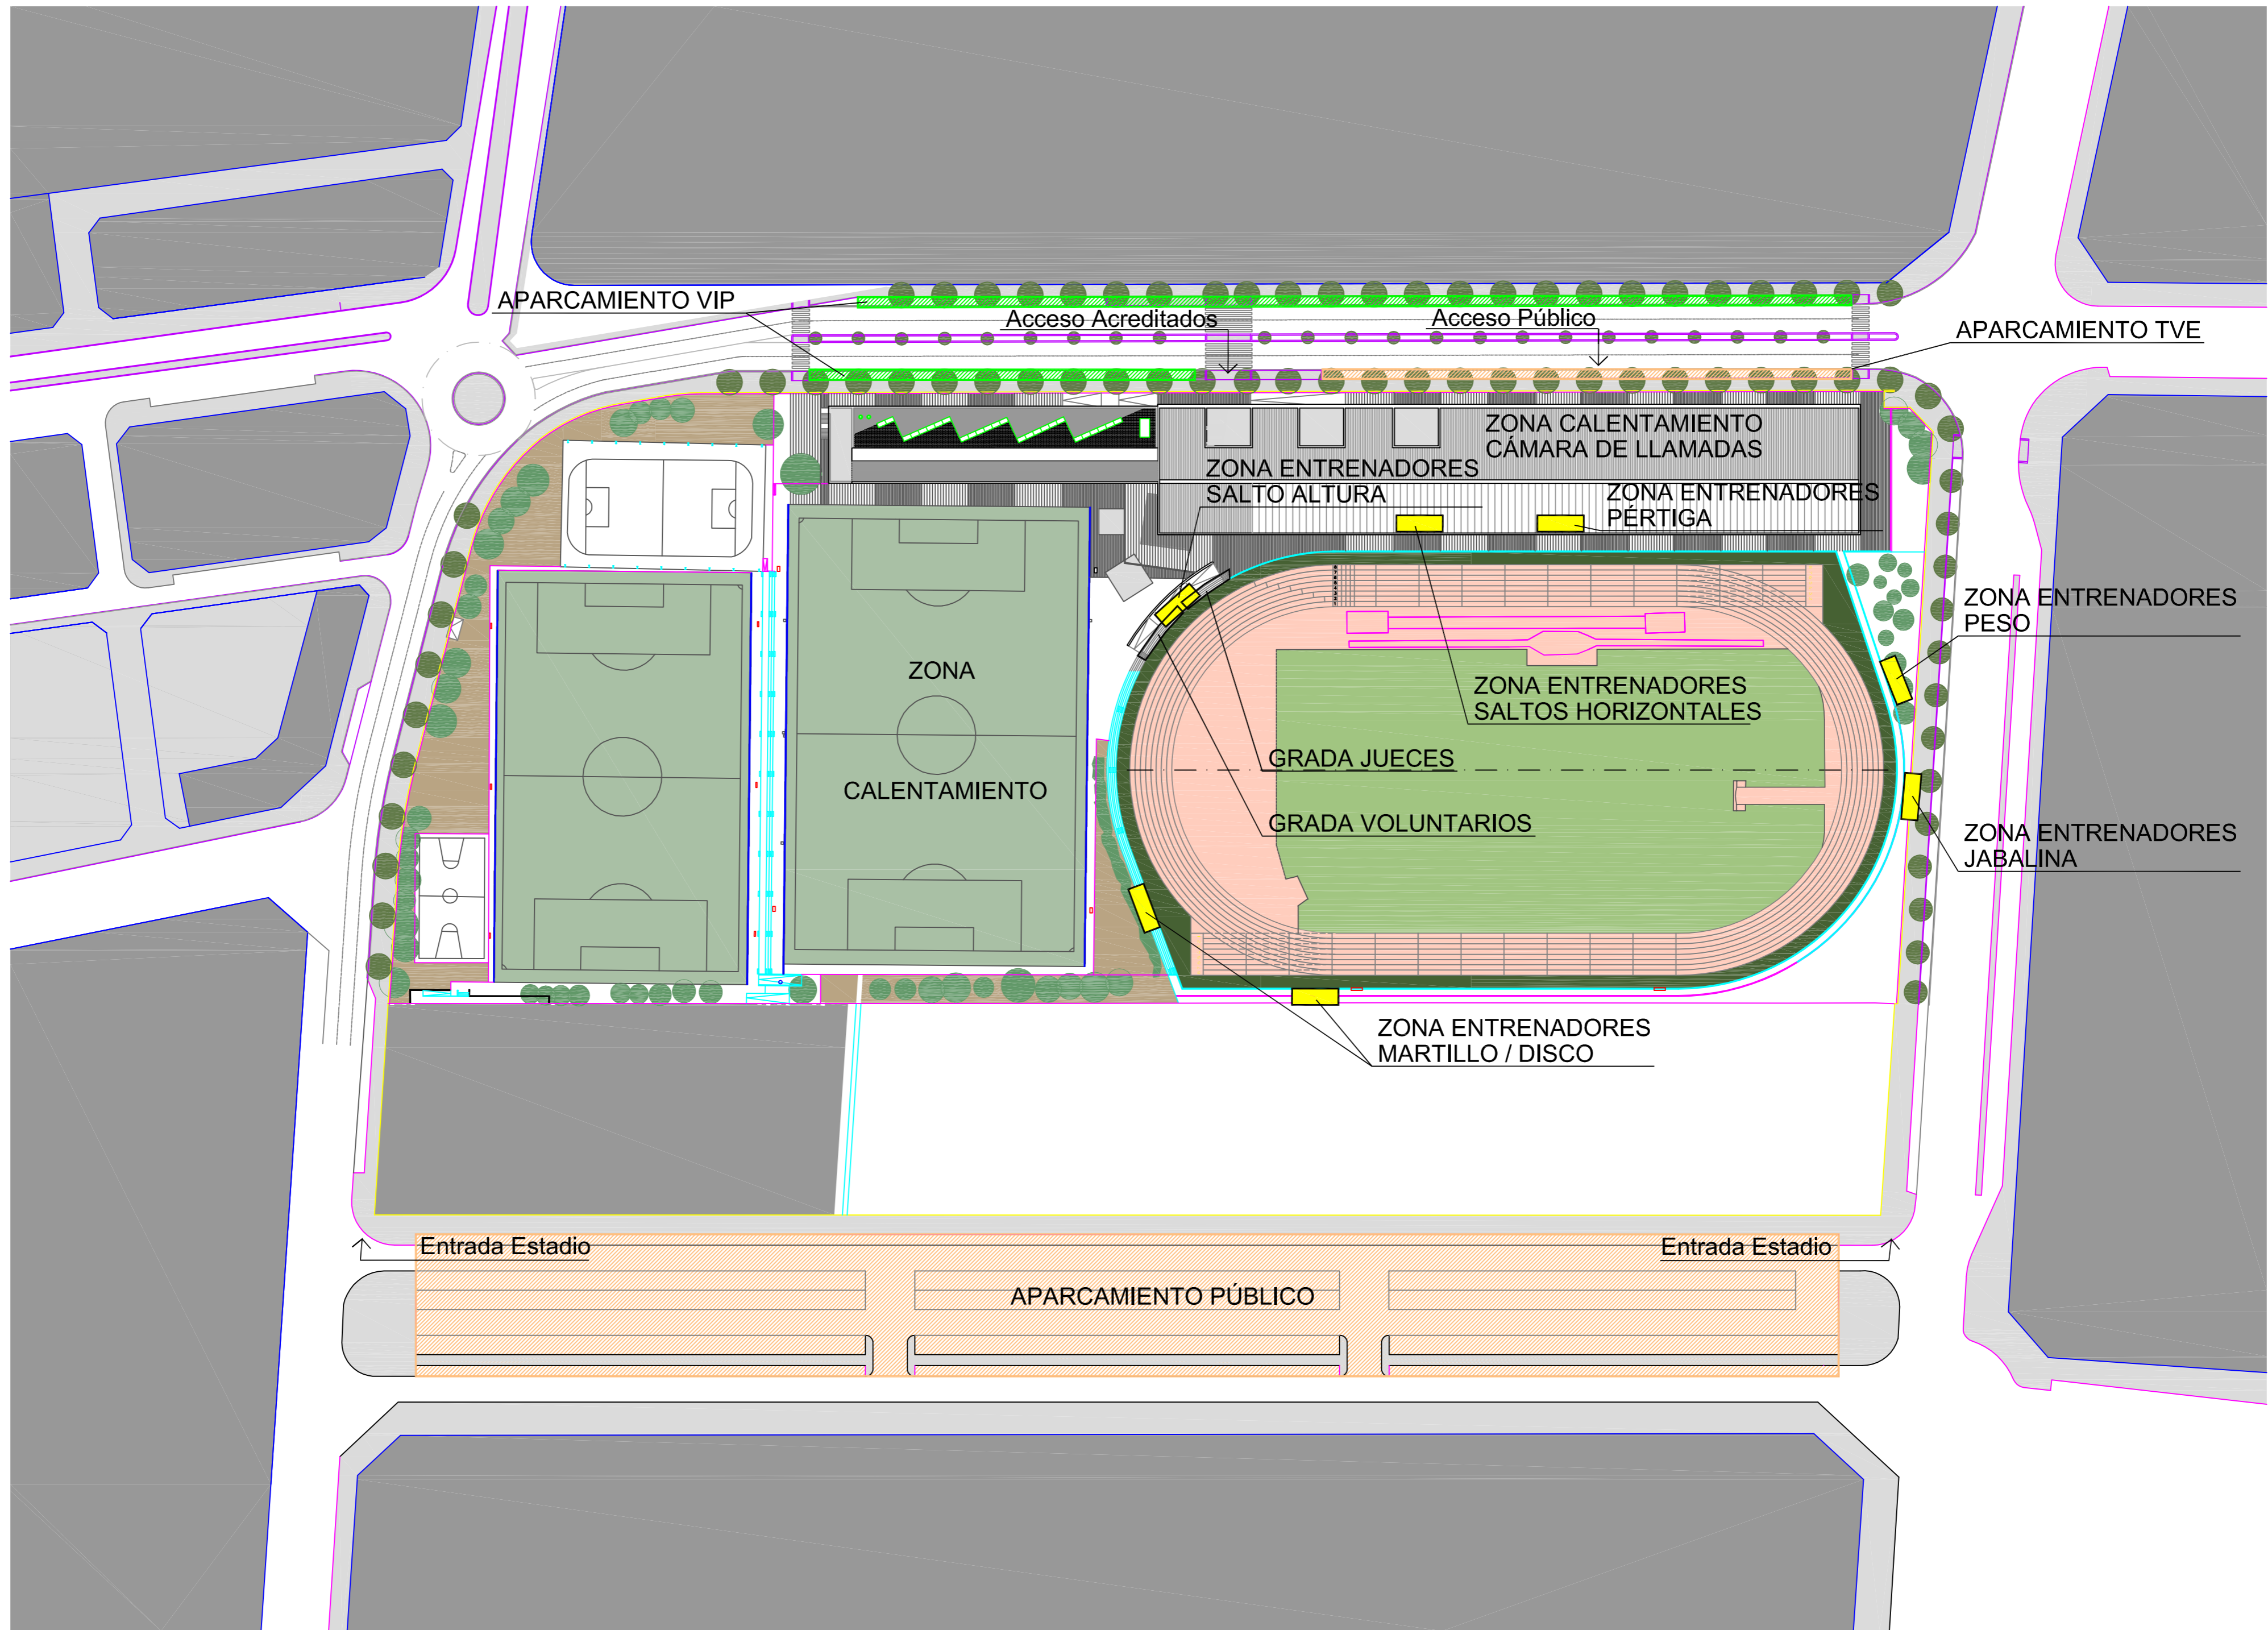 APARCAMIENTO VIP
Acceso Acreditados
Acceso Público
APARCAMIENTO TVE
ZONA CALENTAMIENTO
CÁMARA DE LLAMADAS
ZONA ENTRENADORES
SALTO ALTURA
ZONA ENTRENADORES
PÉRTIGA
ZONA ENTRENADORES
PESO
ZONA
CALENTAMIENTO
ZONA ENTRENADORES
SALTOS HORIZONTALES
GRADA JUECES
GRADA VOLUNTARIOS
ZONA ENTRENADORES
JABALINA
ZONA ENTRENADORES
MARTILLO / DISCO
Entrada Estadio
Entrada Estadio
APARCAMIENTO PÚBLICO